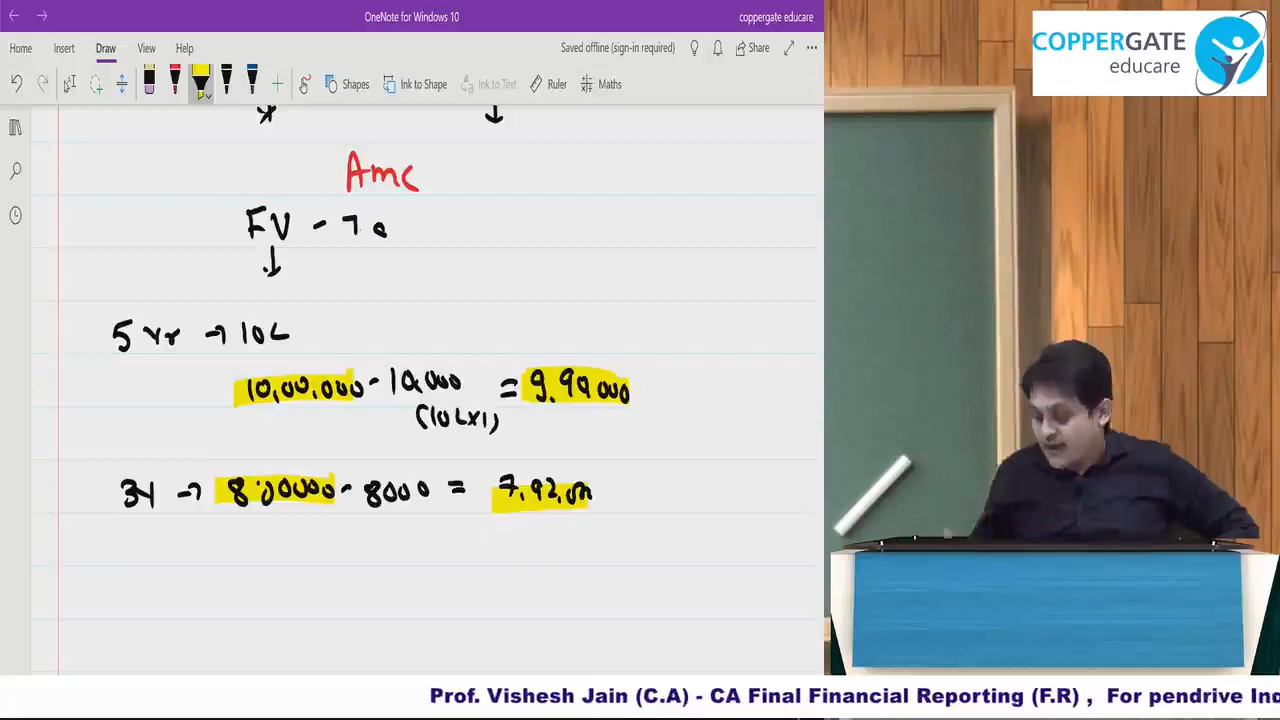 OneNote for Windows 10
coppergate educare
Home Insert Draw View Help
Saved offline (sign-in required)
Share
Shapes Ink to Shape Ink to Text Ruler Maths
COPPERGATE
educare
Amc
FV - Tc
5 Yr → 10L
10,00,000 - 10,000 = 9,90,000
(10L×1)
3Y → 8,00000 - 8000 = 7,92,000
Prof. Vishesh Jain (C.A) - CA Final Financial Reporting (F.R) , For pendrive Ind